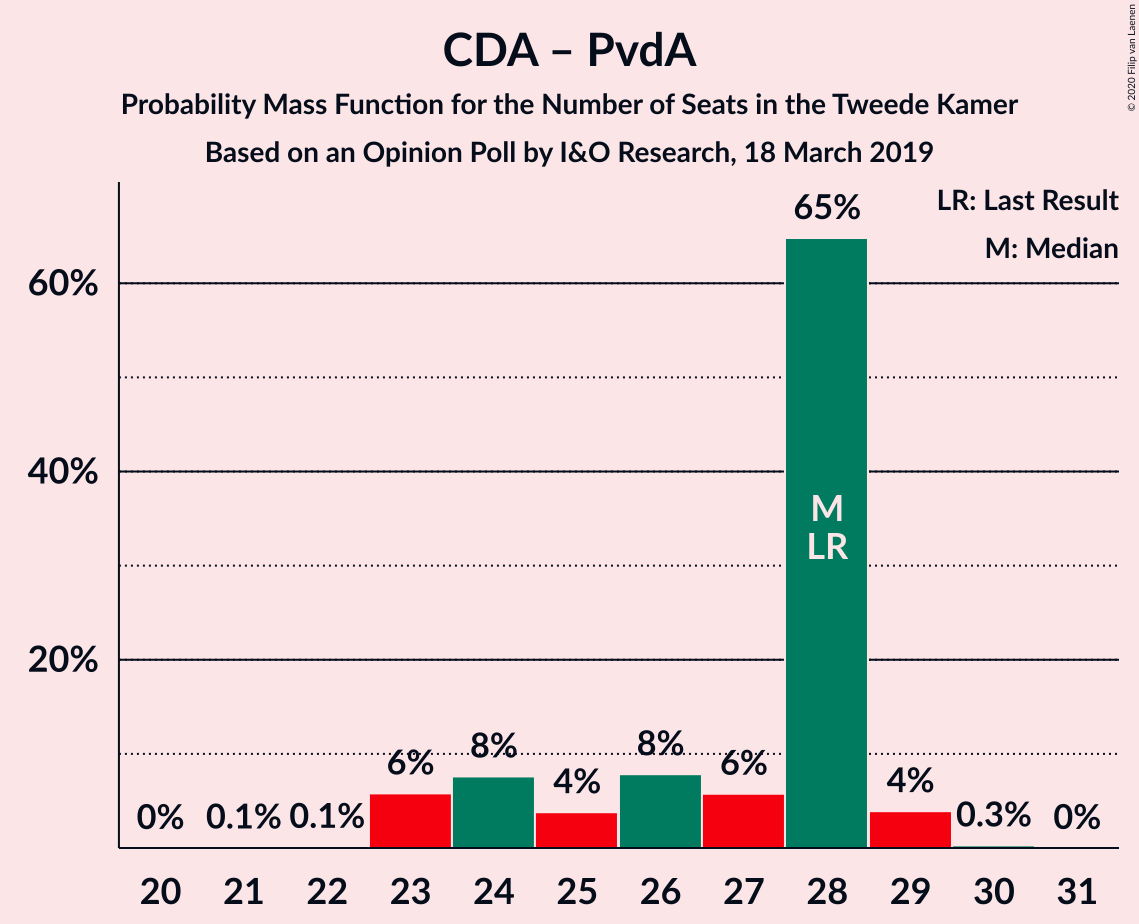 CDA – PvdA
Probability Mass Function for the Number of Seats in the Tweede Kamer
Based on an Opinion Poll by I&O Research, 18 March 2019
© 2020 Filip van Laenen
LR: Last Result
M: Median
60%
40%
20%
0%
0.1%
0.1%
6%
8%
4%
8%
6%
65%
4%
0.3%
0%
M
LR
20 21 22 23 24 25 26 27 28 29 30 31